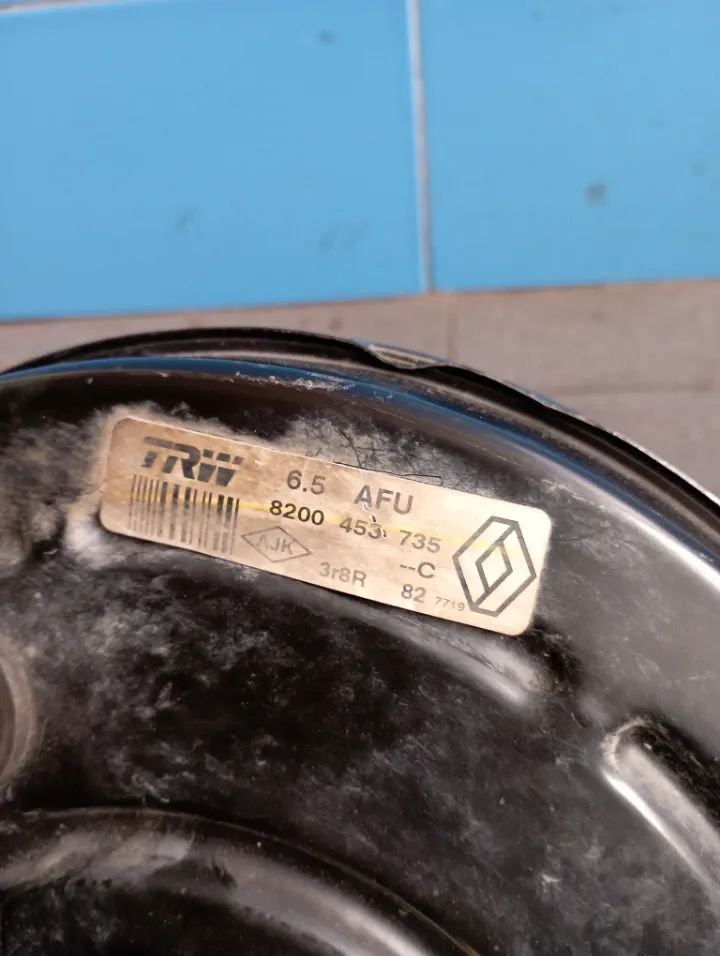 TRW 6.5 AFU
8200 453 735
AJK --C
3r8R 82 7719